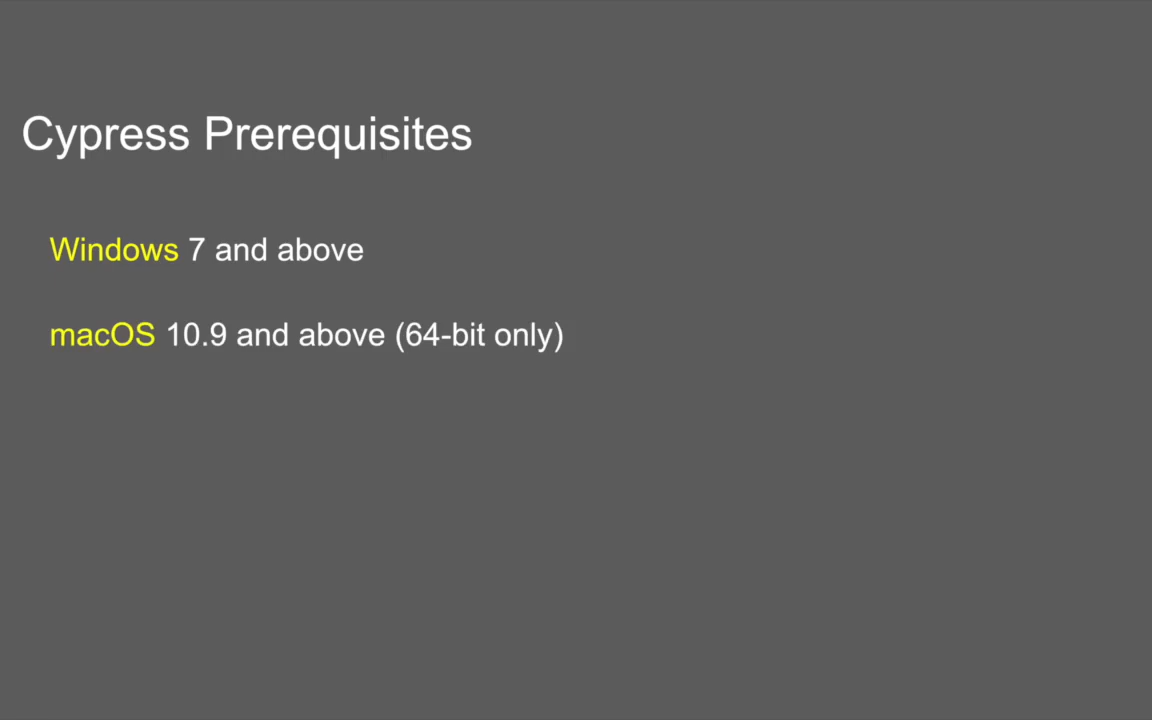 Cypress Prerequisites
Windows 7 and above
macOS 10.9 and above (64-bit only)